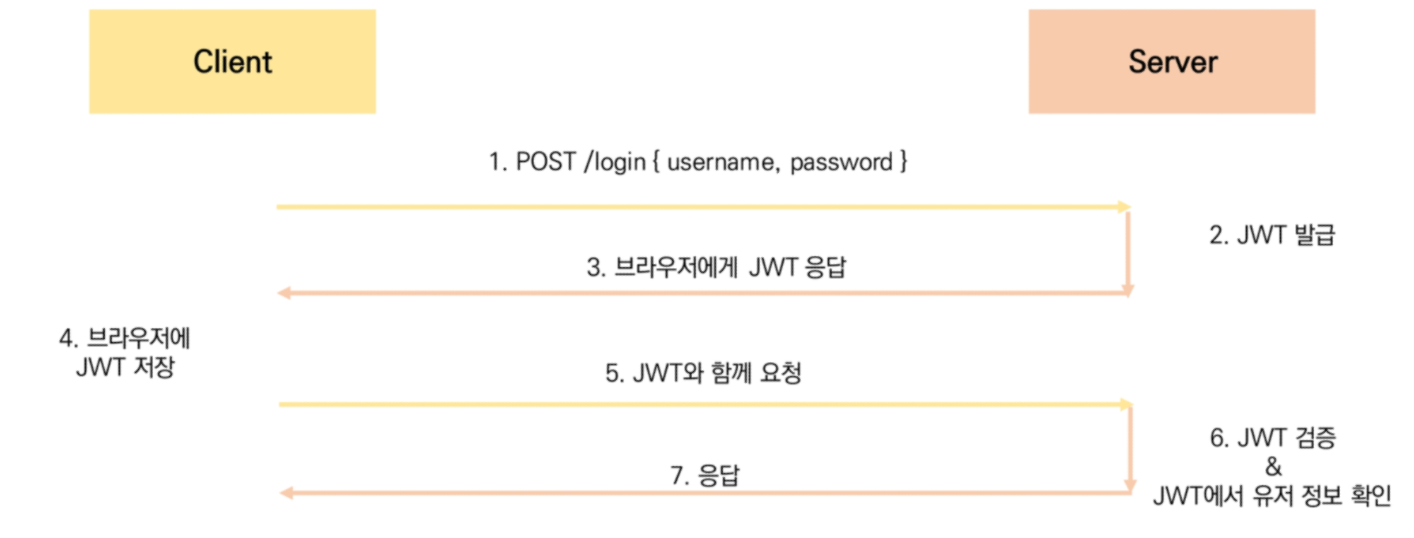 Client
Server
1. POST /login { username, password }
2. JWT 발급
3. 브라우저에게 JWT 응답
4. 브라우저에
JWT 저장
5. JWT와 함께 요청
6. JWT 검증
&
JWT에서 유저 정보 확인
7. 응답